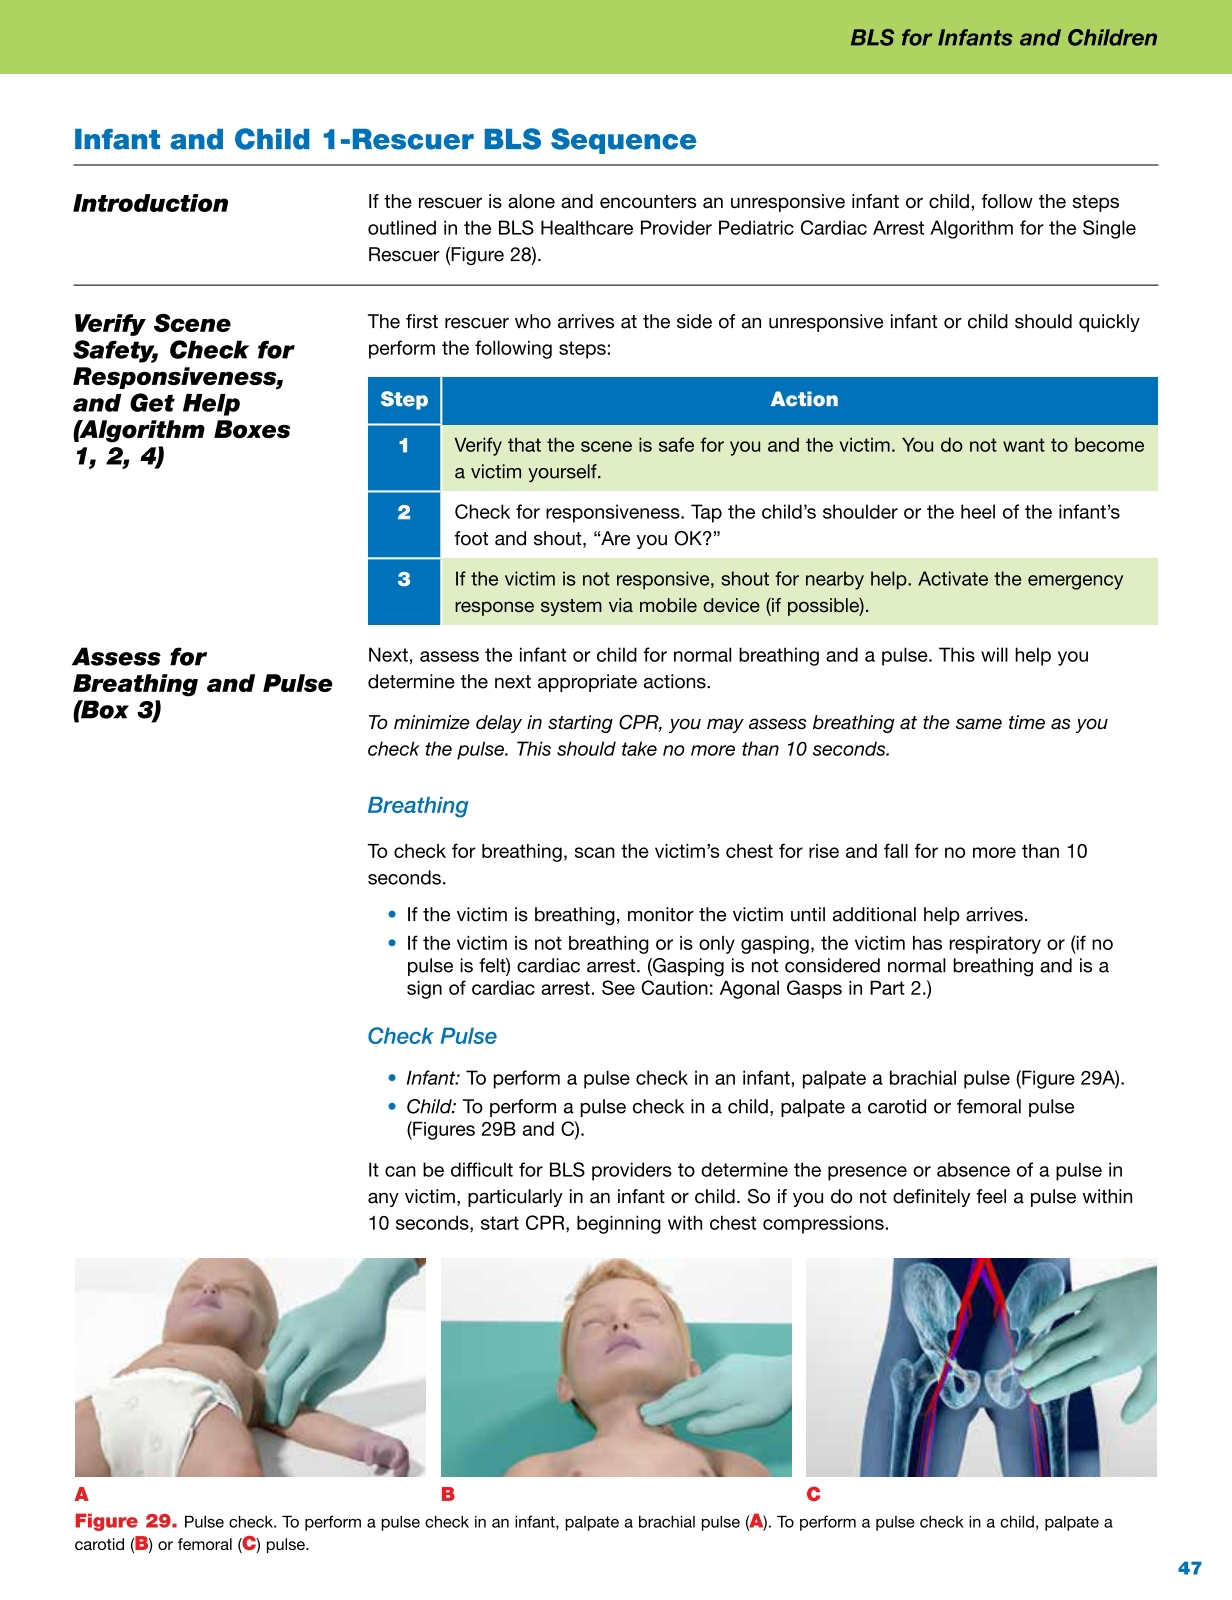 BLS for Infants and Children
Infant and Child 1-Rescuer BLS Sequence
Introduction
If the rescuer is alone and encounters an unresponsive infant or child, follow the steps
outlined in the BLS Healthcare Provider Pediatric Cardiac Arrest Algorithm for the Single
Rescuer (Figure 28).
Verify Scene
Safety, Check for
Responsiveness,
and Get Help
(Algorithm Boxes
1, 2, 4)
The first rescuer who arrives at the side of an unresponsive infant or child should quickly
perform the following steps:
Step Action
1 Verify that the scene is safe for you and the victim. You do not want to become
a victim yourself.
2 Check for responsiveness. Tap the child’s shoulder or the heel of the infant’s
foot and shout, “Are you OK?”
3 If the victim is not responsive, shout for nearby help. Activate the emergency
response system via mobile device (if possible).
Assess for
Breathing and Pulse
(Box 3)
Next, assess the infant or child for normal breathing and a pulse. This will help you
determine the next appropriate actions.
To minimize delay in starting CPR, you may assess breathing at the same time as you
check the pulse. This should take no more than 10 seconds.
Breathing
To check for breathing, scan the victim’s chest for rise and fall for no more than 10
seconds.
• If the victim is breathing, monitor the victim until additional help arrives.
• If the victim is not breathing or is only gasping, the victim has respiratory or (if no
pulse is felt) cardiac arrest. (Gasping is not considered normal breathing and is a
sign of cardiac arrest. See Caution: Agonal Gasps in Part 2.)
Check Pulse
• Infant: To perform a pulse check in an infant, palpate a brachial pulse (Figure 29A).
• Child: To perform a pulse check in a child, palpate a carotid or femoral pulse
(Figures 29B and C).
It can be difficult for BLS providers to determine the presence or absence of a pulse in
any victim, particularly in an infant or child. So if you do not definitely feel a pulse within
10 seconds, start CPR, beginning with chest compressions.
A B C
Figure 29. Pulse check. To perform a pulse check in an infant, palpate a brachial pulse (A). To perform a pulse check in a child, palpate a
carotid (B) or femoral (C) pulse.
47